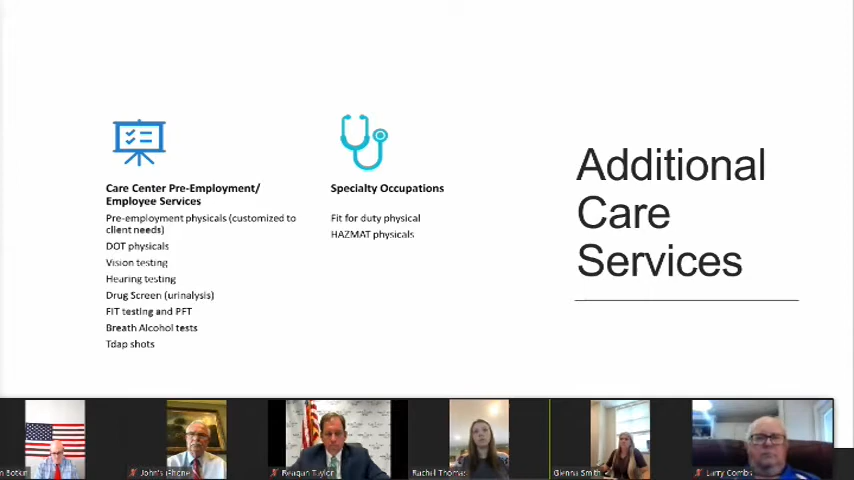 Care Center Pre-Employment/
Employee Services
Pre-employment physicals (customized to
client needs)
DOT physicals
Vision testing
Hearing testing
Drug Screen (urinalysis)
FIT testing and PFT
Breath Alcohol tests
Tdap shots
Specialty Occupations
Fit for duty physical
HAZMAT physicals
Additional
Care
Services
John's iPhone
Reagan Taylor
Rachel Thomas
Glenna Smith
Larry Combs